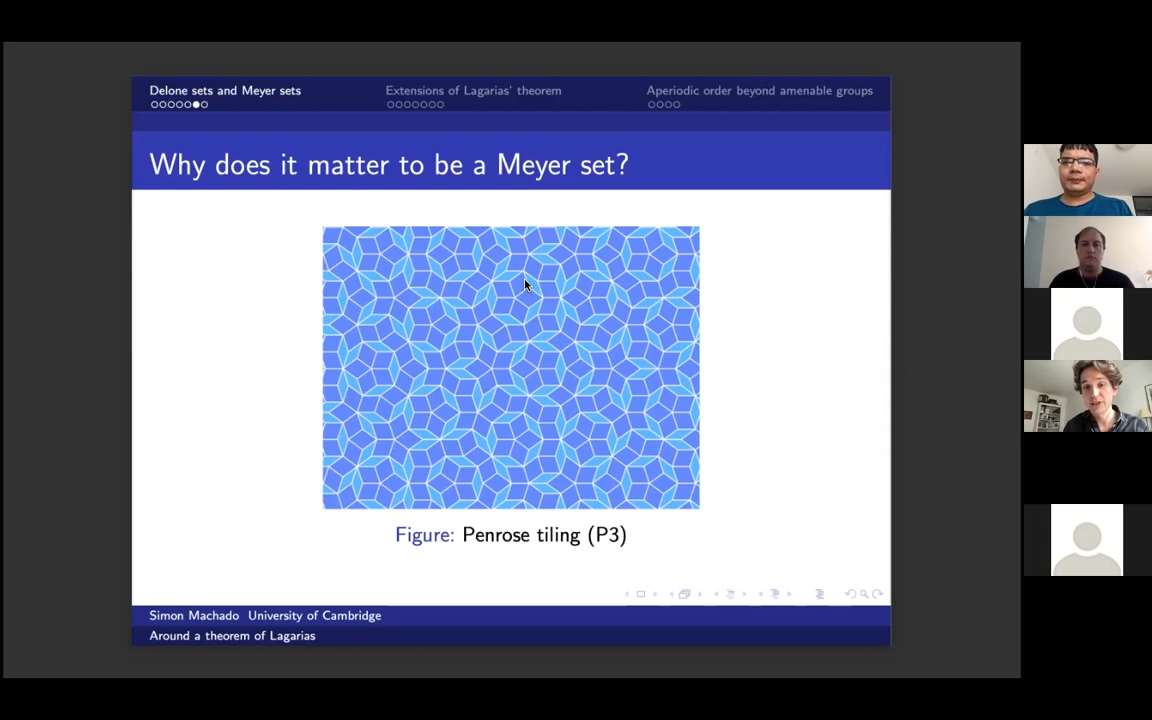 Delone sets and Meyer sets
Extensions of Lagarias' theorem
Aperiodic order beyond amenable groups
Why does it matter to be a Meyer set?
Figure: Penrose tiling (P3)
Simon Machado University of Cambridge
Around a theorem of Lagarias